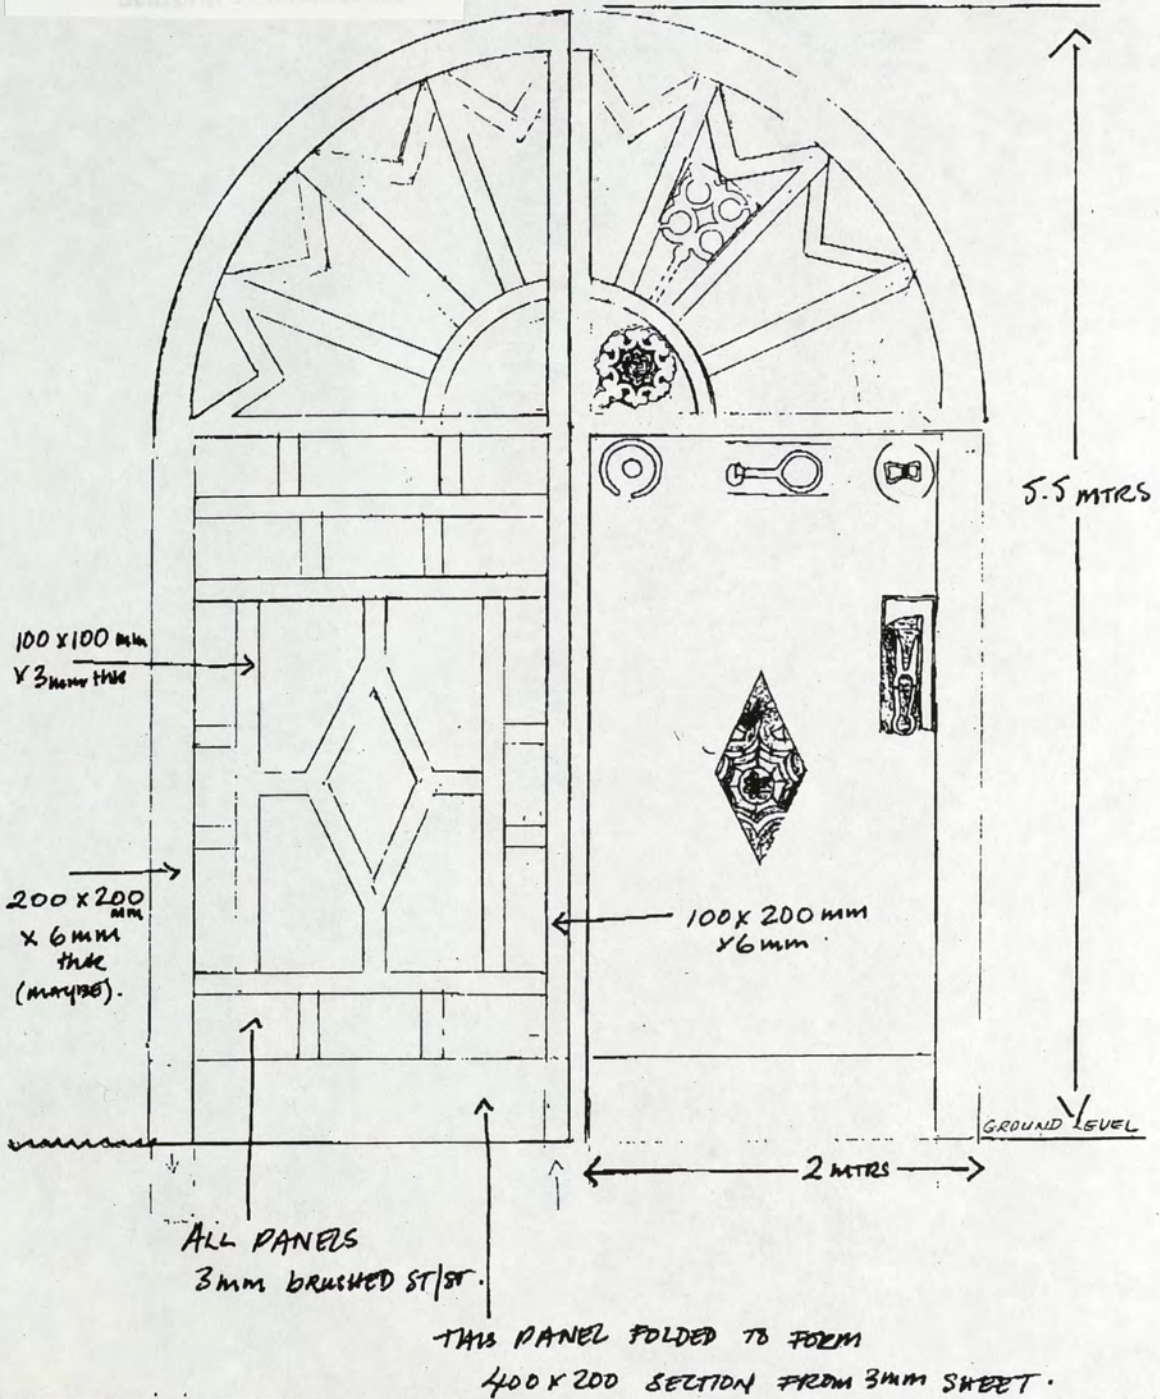 5.5 MTRS
100 X 100 mm
X 3mm thk
200 X 200
mm
X 6mm
thk
(MAYBE).
100 X 200 mm
X 6mm
GROUND LEVEL
2 MTRS
ALL PANELS
3mm BRUSHED ST/ST.
THIS PANEL FOLDED TO FORM
400 X 200 SECTION FROM 3mm SHEET.